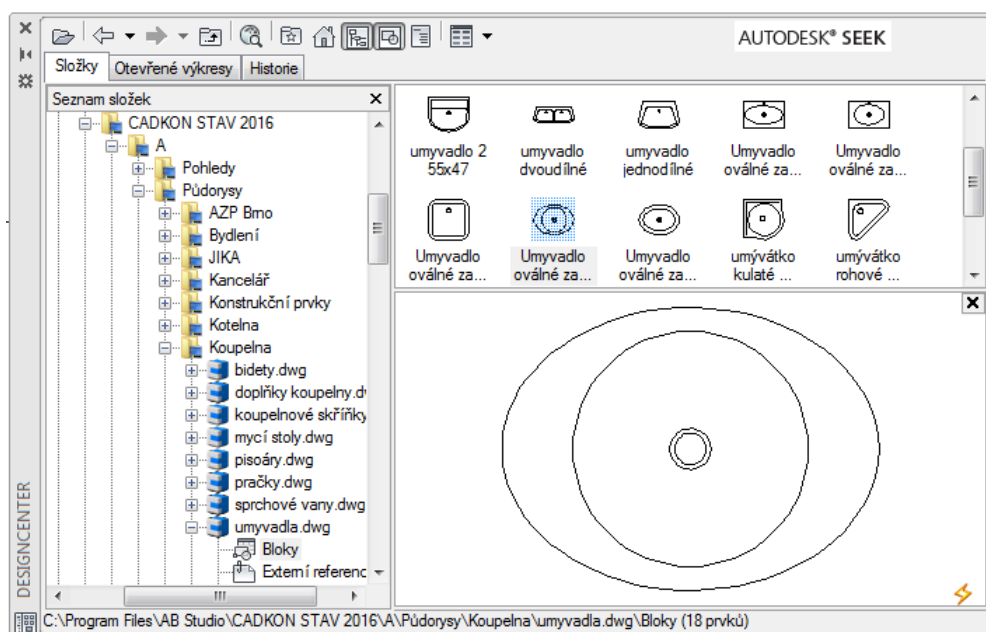 AUTODESK® SEEK
Složky
Otevřené výkresy
Historie
Seznam složek
CADKON STAV 2016
A
Pohledy
Půdorysy
AZP Brno
Bydlení
JIKA
Kancelář
Konstrukční prvky
Kotelna
Koupelna
bidety.dwg
doplňky koupelny.dw
koupelnové skříňky
mycí stoly.dwg
pisoáry.dwg
pračky.dwg
sprchové vany.dwg
umyvadla.dwg
Bloky
Externí referenc
umyvadlo 2 55x47
umyvadlo dvoudílné
umyvadlo jednodílné
Umyvadlo oválné za...
Umyvadlo oválné za...
Umyvadlo oválné za...
Umyvadlo oválné za...
Umyvadlo oválné za...
umývátko kulaté ...
umývátko rohové ...
DESIGNCENTER
C:\Program Files\AB Studio\CADKON STAV 2016\A\Půdorysy\Koupelna\umyvadla.dwg\Bloky (18 prvků)